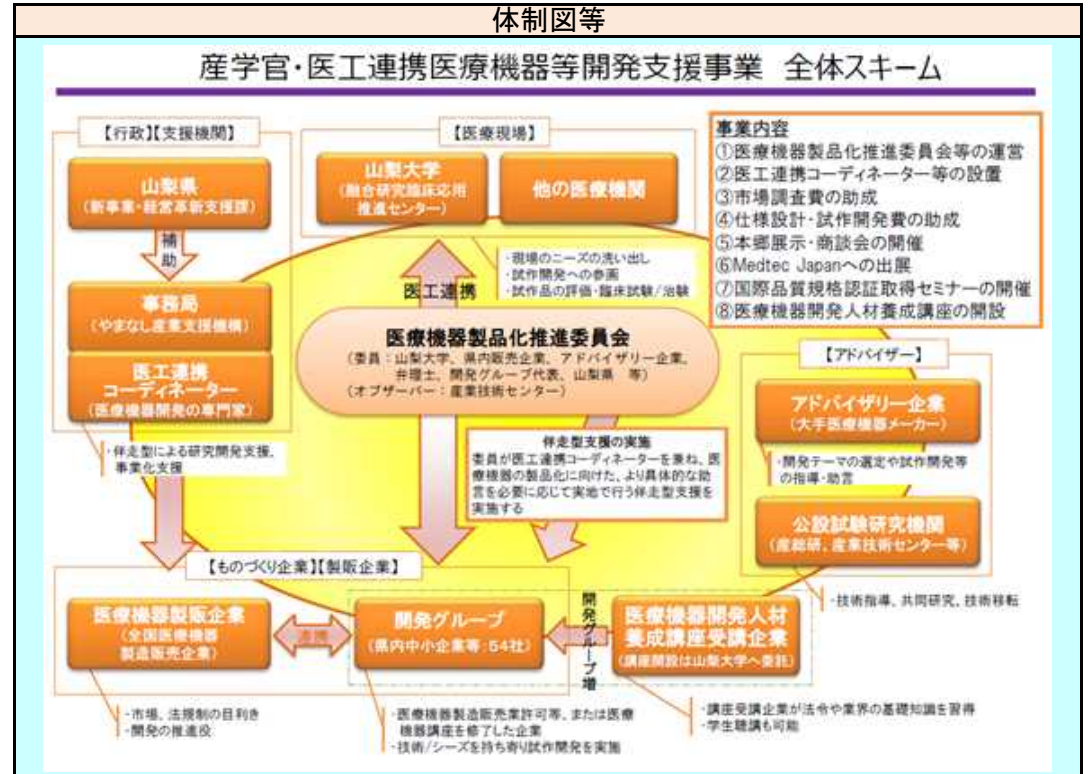 体制図等
産学官・医工連携医療機器等開発支援事業 全体スキーム
【行政】【支援機関】
山梨県
(新事業・経営革新支援課)
補
助
事務局
(やまなし産業支援機構)
医工連携
コーディネーター
(医療機器開発の専門家)
・伴走型による研究開発支援、
事業化支援
【医療現場】
山梨大学
(融合研究臨床応用
推進センター)
他の医療機関
・現場のニーズの洗い出し
・試作開発への参画
・試作品の評価・臨床試験/治験
医工連携
事業内容
①医療機器製品化推進委員会等の運営
②医工連携コーディネーター等の設置
③市場調査費の助成
④仕様設計・試作開発費の助成
⑤本郷展示・商談会の開催
⑥Medtec Japanへの出展
⑦国際品質規格認証取得セミナーの開催
⑧医療機器開発人材養成講座の開設
医療機器製品化推進委員会
(委員：山梨大学、県内販売企業、アドバイザリー企業、
弁理士、開発グループ代表、山梨県 等)
(オブザーバー：産業技術センター)
伴走型支援の実施
委員が医工連携コーディネーターを兼ね、医
療機器の製品化に向けた、より具体的な助
言を必要に応じて実地で行う伴走型支援を
実施する
【アドバイザー】
アドバイザリー企業
(大手医療機器メーカー)
・開発テーマの選定や試作開発等
の指導・助言
公設試験研究機関
(産総研、産業技術センター等)
・技術指導、共同研究、技術移転
【ものづくり企業】【製販企業】
医療機器製販企業
(全国医療機器
製造販売企業)
連携
開発グループ
(県内中小企業等：54社)
開発グループ増
医療機器開発人材
養成講座受講企業
(講座開設は山梨大学へ委託)
・市場、法規制の目利き
・開発の推進役
・医療機器製造販売業許可等、または医療
機器講座を修了した企業
・技術/シーズを持ち寄り試作開発を実施
・講座受講企業が法令や業界の基礎知識を習得
・学生聴講も可能